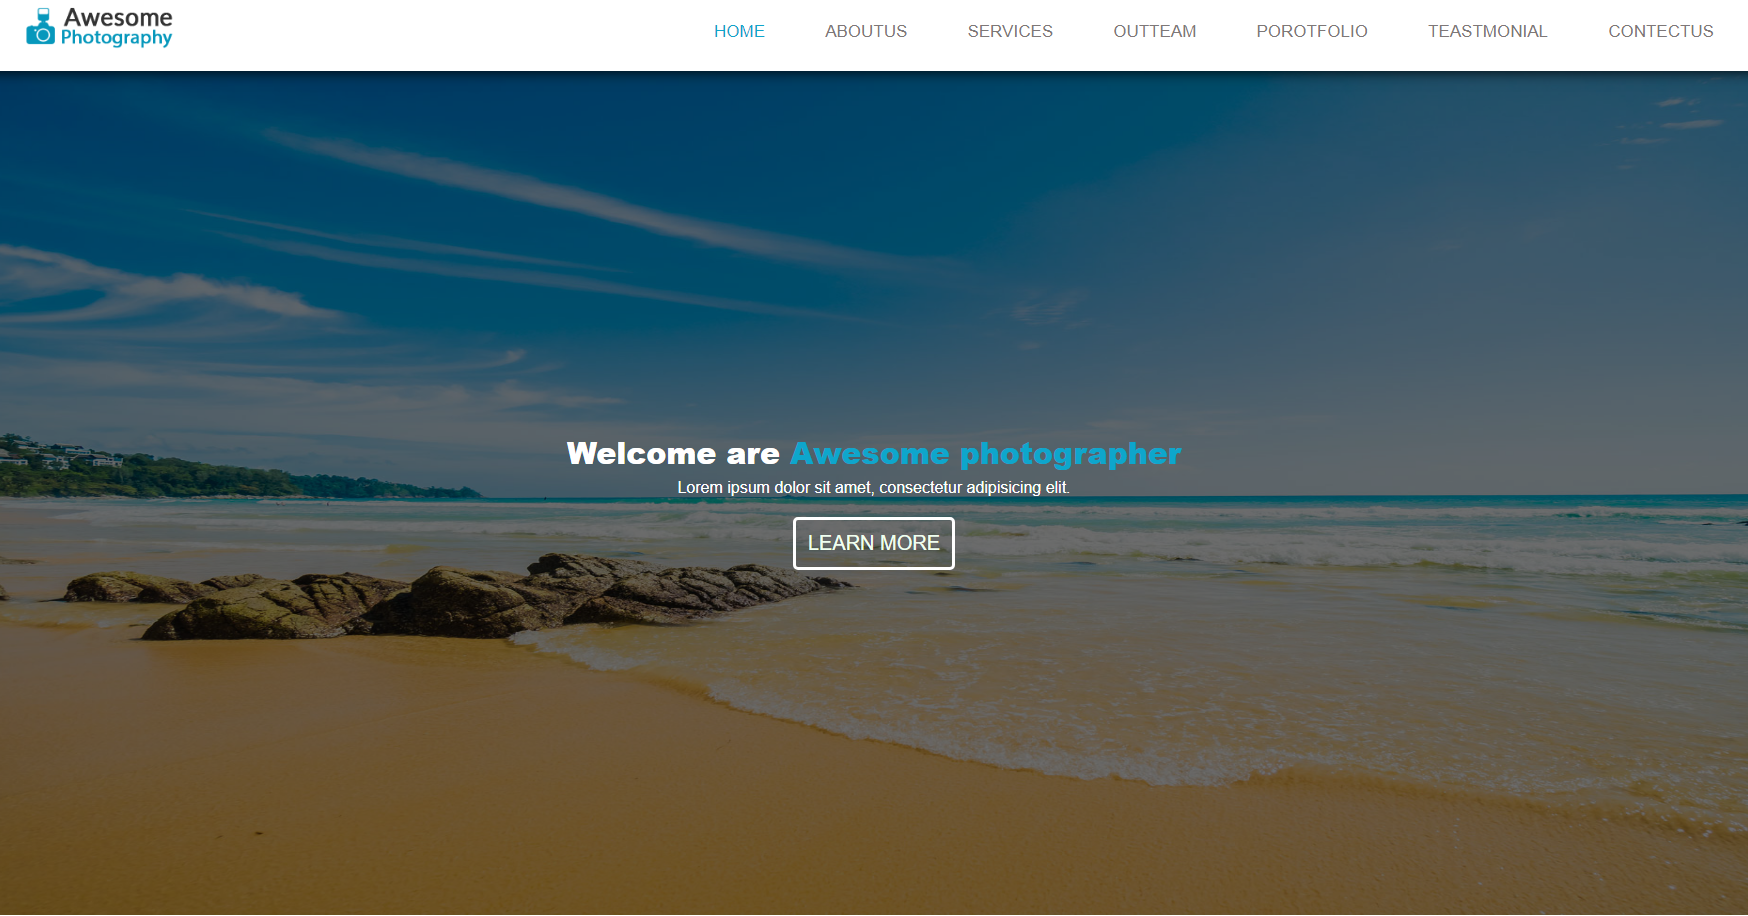 Awesome
Photography
HOME ABOUTUS SERVICES OUTTEAM POROTFOLIO TEASTMONIAL CONTECTUS
Welcome are Awesome photographer
Lorem ipsum dolor sit amet, consectetur adipisicing elit.
LEARN MORE